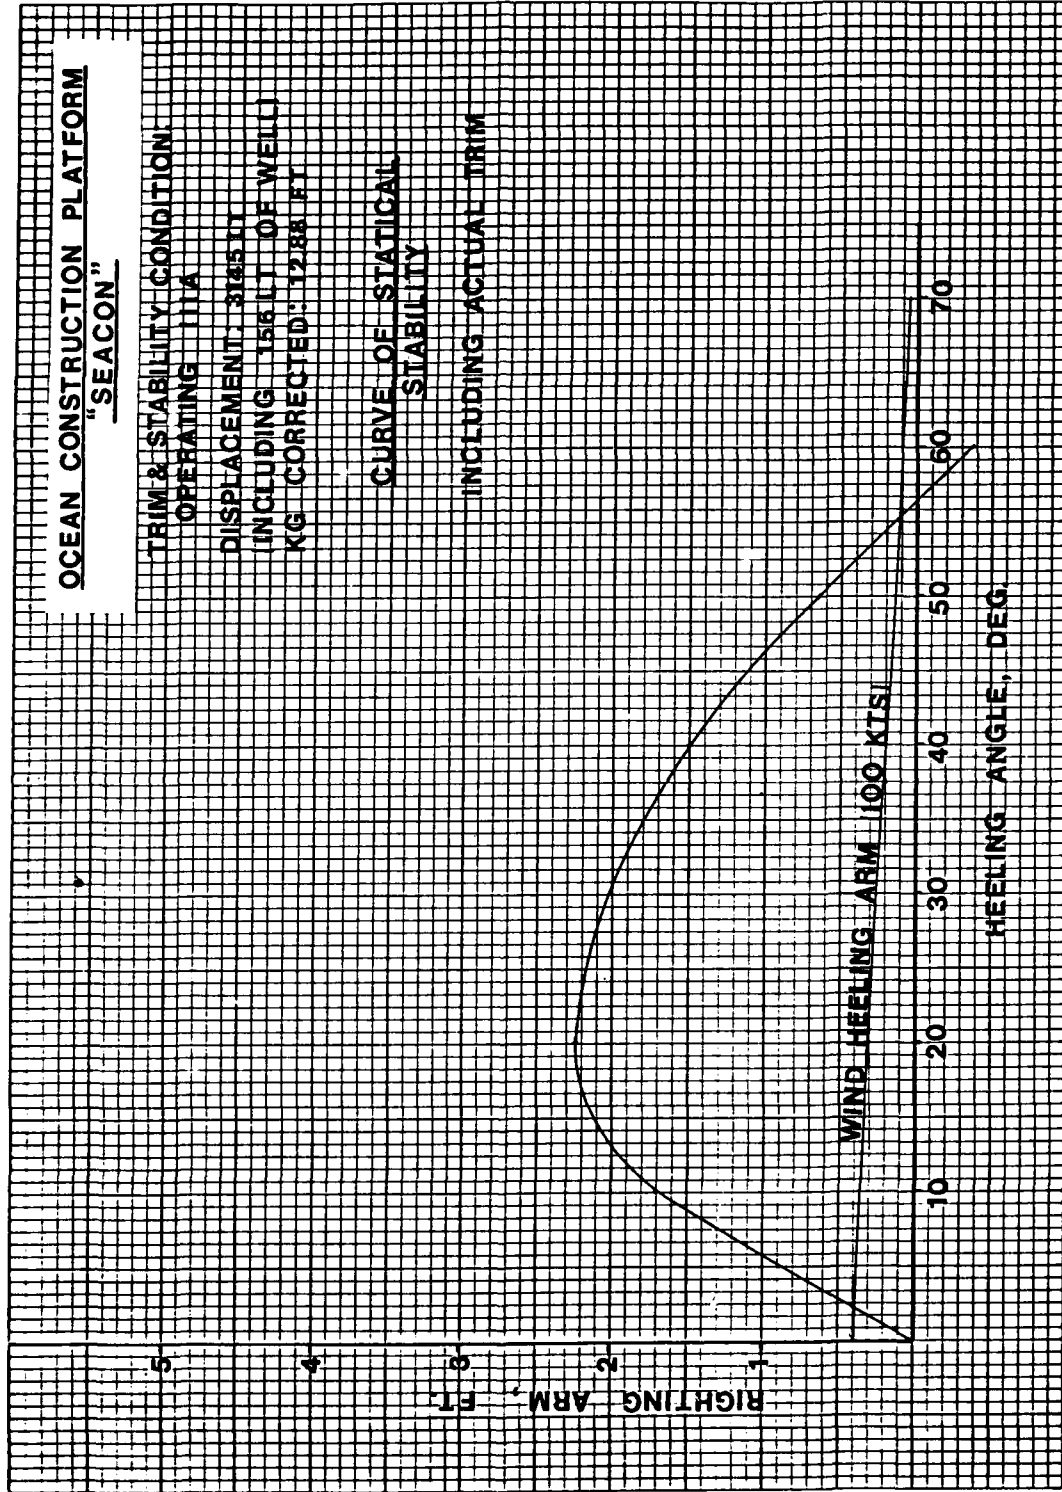 OCEAN CONSTRUCTION PLATFORM
"SEACON"
TRIM & STABILITY CONDITION:
OPERATING IIIA
DISPLACEMENT: 3145 LT
(INCLUDING 156 LT OF WELL)
KG CORRECTED: 12.88 FT
CURVE OF STATICAL
STABILITY
INCLUDING ACTUAL TRIM
5
4
3
2
1
RIGHTING ARM, FT.
WIND HEELING ARM (100 KTS)
10 20 30 40 50 60 70
HEELING ANGLE, DEG.